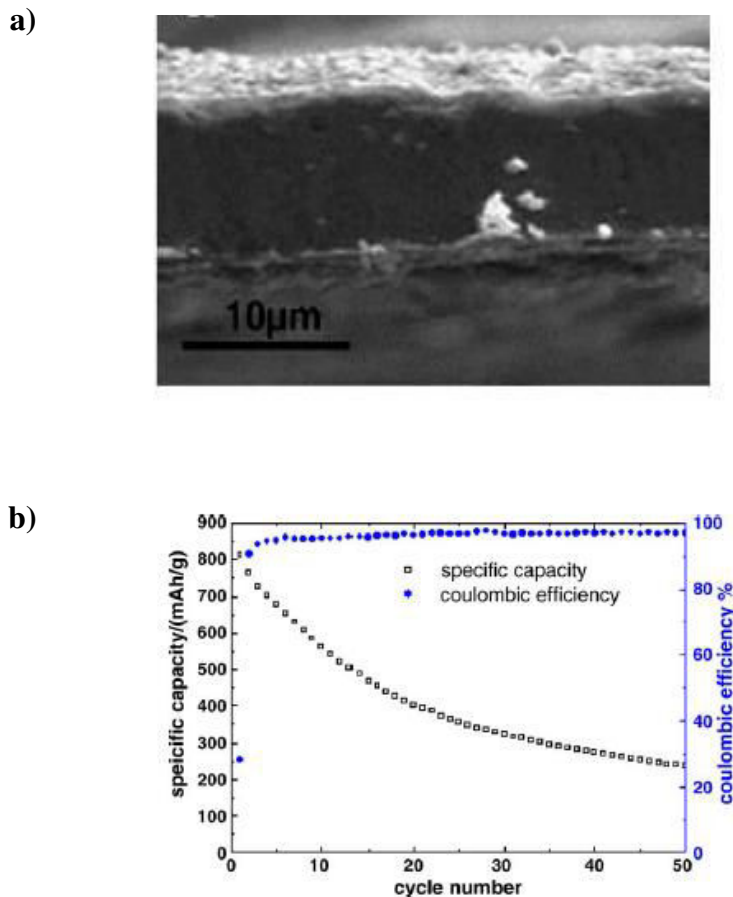 a)
10μm
b)
900
800
700
600
500
400
300
200
100
0
speicific capacity/(mAh/g)
specific capacity
coulombic efficiency
100
80
60
40
20
0
coulombic efficiency %
0 10 20 30 40 50
cycle number